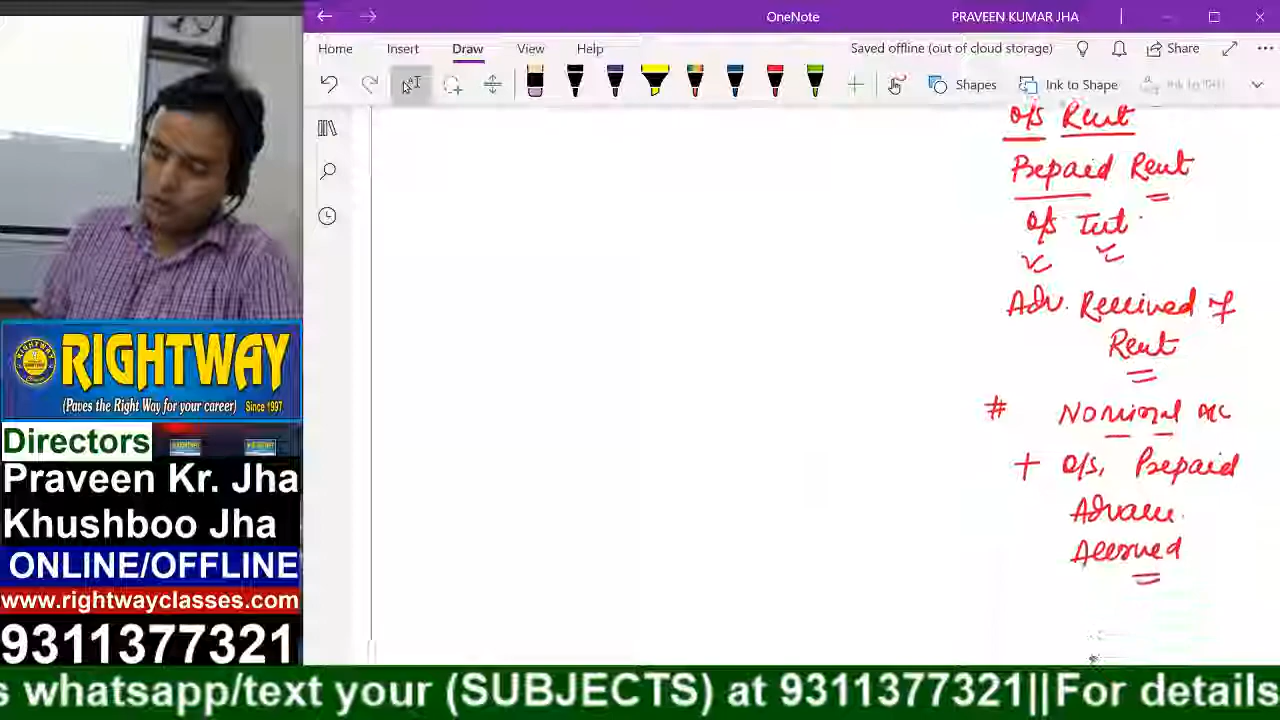 OneNote
PRAVEEN KUMAR JHA
Home Insert Draw View Help
Saved offline (out of cloud storage)
Share
Shapes
Ink to Shape
O/s Rent
Prepaid Rent
O/s Int.
Adv. Received of
Rent
# Nominal A/c
+ O/s, Prepaid
Advance
Accrued
RIGHTWAY
(Paves the Right Way for your career) Since 1997
Directors
Praveen Kr. Jha
Khushboo Jha
ONLINE/OFFLINE
www.rightwayclasses.com
9311377321
s whatsapp/text your (SUBJECTS) at 9311377321||For details